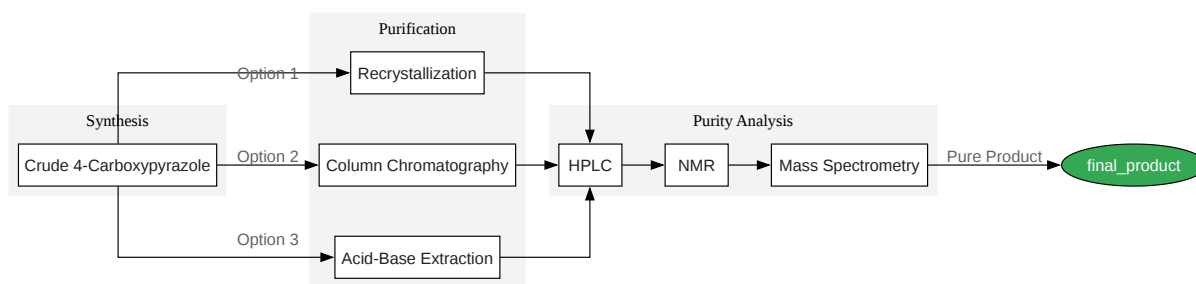 Purification
Option 1
Recrystallization
Synthesis
Purity Analysis
Crude 4-Carboxypyrazole
Option 2
Column Chromatography
HPLC
NMR
Mass Spectrometry
Pure Product
final_product
Option 3
Acid-Base Extraction